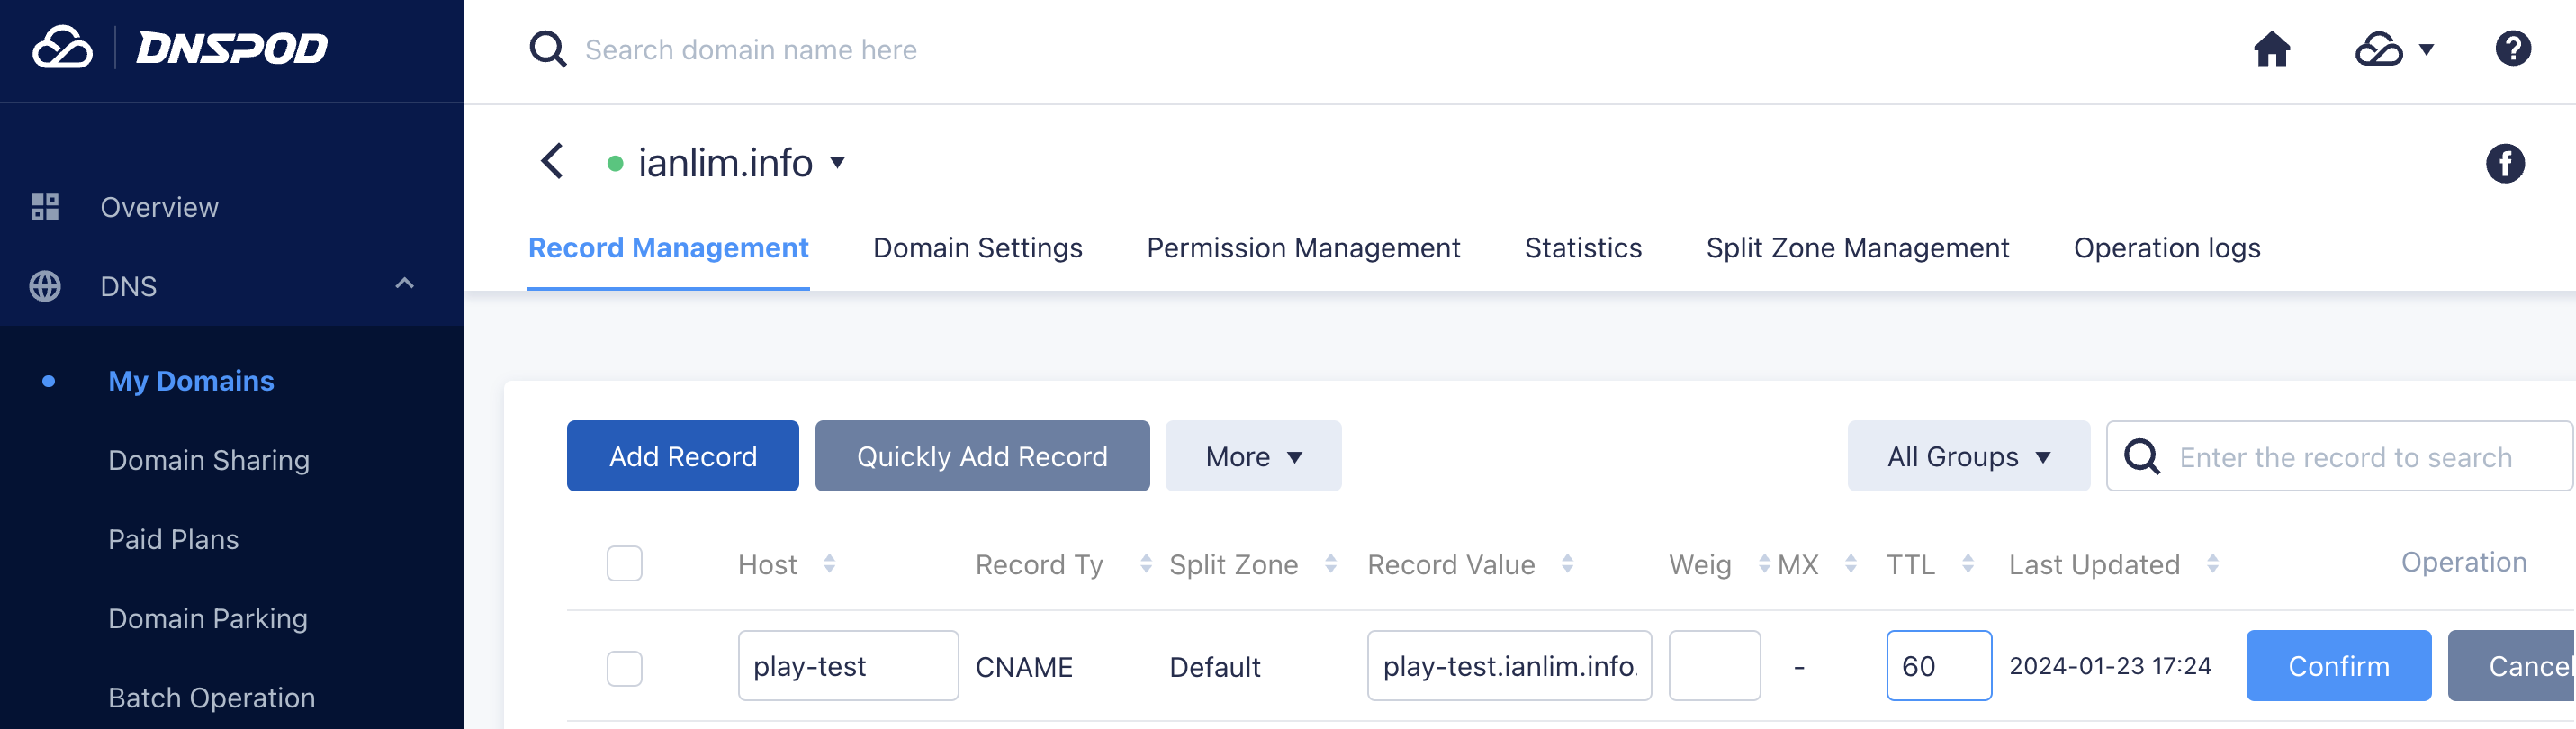 DNSPOD
Search domain name here
Overview
DNS
My Domains
Domain Sharing
Paid Plans
Domain Parking
Batch Operation
ianlim.info
Record Management Domain Settings Permission Management Statistics Split Zone Management Operation logs
Add Record Quickly Add Record More All Groups Enter the record to search
Host Record Ty Split Zone Record Value Weig MX TTL Last Updated Operation
play-test CNAME Default play-test.ianlim.info. - 60 2024-01-23 17:24 Confirm Cancel